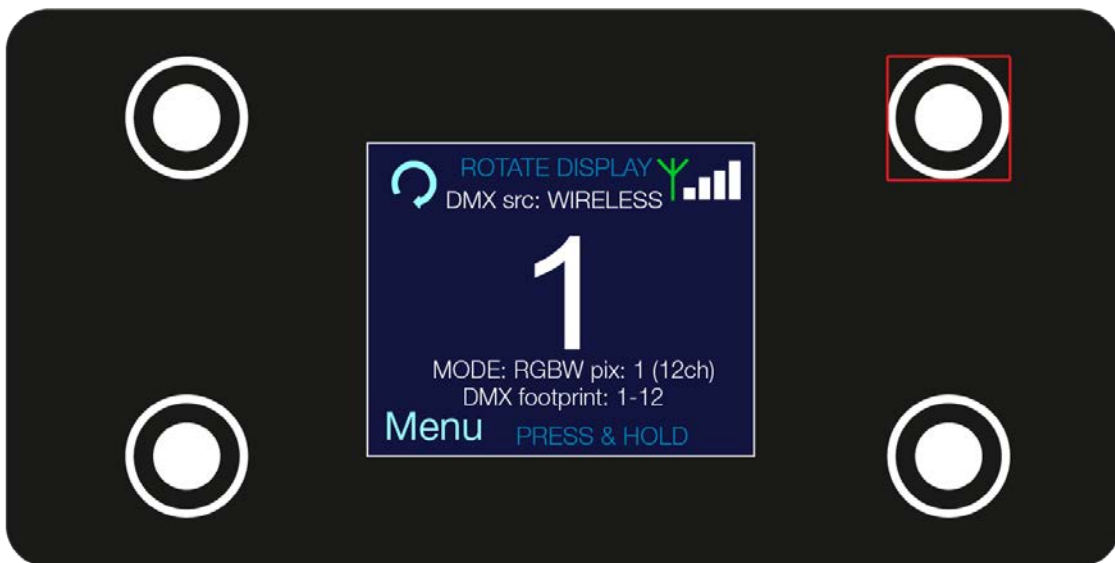 ROTATE DISPLAY
DMX src: WIRELESS
1
MODE: RGBW pix: 1 (12ch)
DMX footprint: 1-12
Menu PRESS & HOLD